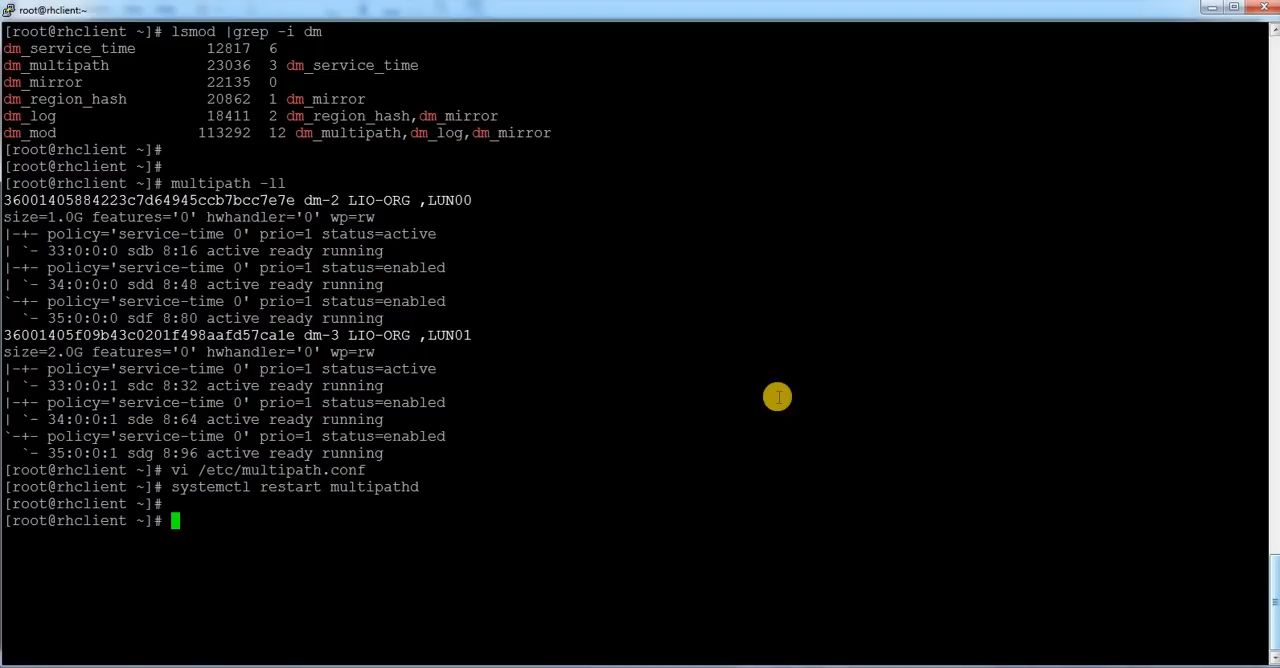 root@rhclient:~
[root@rhclient ~]# lsmod |grep -i dm
dm_service_time        12817  6
dm_multipath           23036  3 dm_service_time
dm_mirror              22135  0
dm_region_hash         20862  1 dm_mirror
dm_log                 18411  2 dm_region_hash,dm_mirror
dm_mod                113292  12 dm_multipath,dm_log,dm_mirror
[root@rhclient ~]#
[root@rhclient ~]#
[root@rhclient ~]# multipath -ll
36001405884223c7d64945ccb7bcc7e7e dm-2 LIO-ORG ,LUN00
size=1.0G features='0' hwhandler='0' wp=rw
|-+- policy='service-time 0' prio=1 status=active
| `- 33:0:0:0 sdb 8:16 active ready running
|-+- policy='service-time 0' prio=1 status=enabled
| `- 34:0:0:0 sdd 8:48 active ready running
`-+- policy='service-time 0' prio=1 status=enabled
  `- 35:0:0:0 sdf 8:80 active ready running
36001405f09b43c0201f498aafd57ca1e dm-3 LIO-ORG ,LUN01
size=2.0G features='0' hwhandler='0' wp=rw
|-+- policy='service-time 0' prio=1 status=active
| `- 33:0:0:1 sdc 8:32 active ready running
|-+- policy='service-time 0' prio=1 status=enabled
| `- 34:0:0:1 sde 8:64 active ready running
`-+- policy='service-time 0' prio=1 status=enabled
  `- 35:0:0:1 sdg 8:96 active ready running
[root@rhclient ~]# vi /etc/multipath.conf
[root@rhclient ~]# systemctl restart multipathd
[root@rhclient ~]#
[root@rhclient ~]#